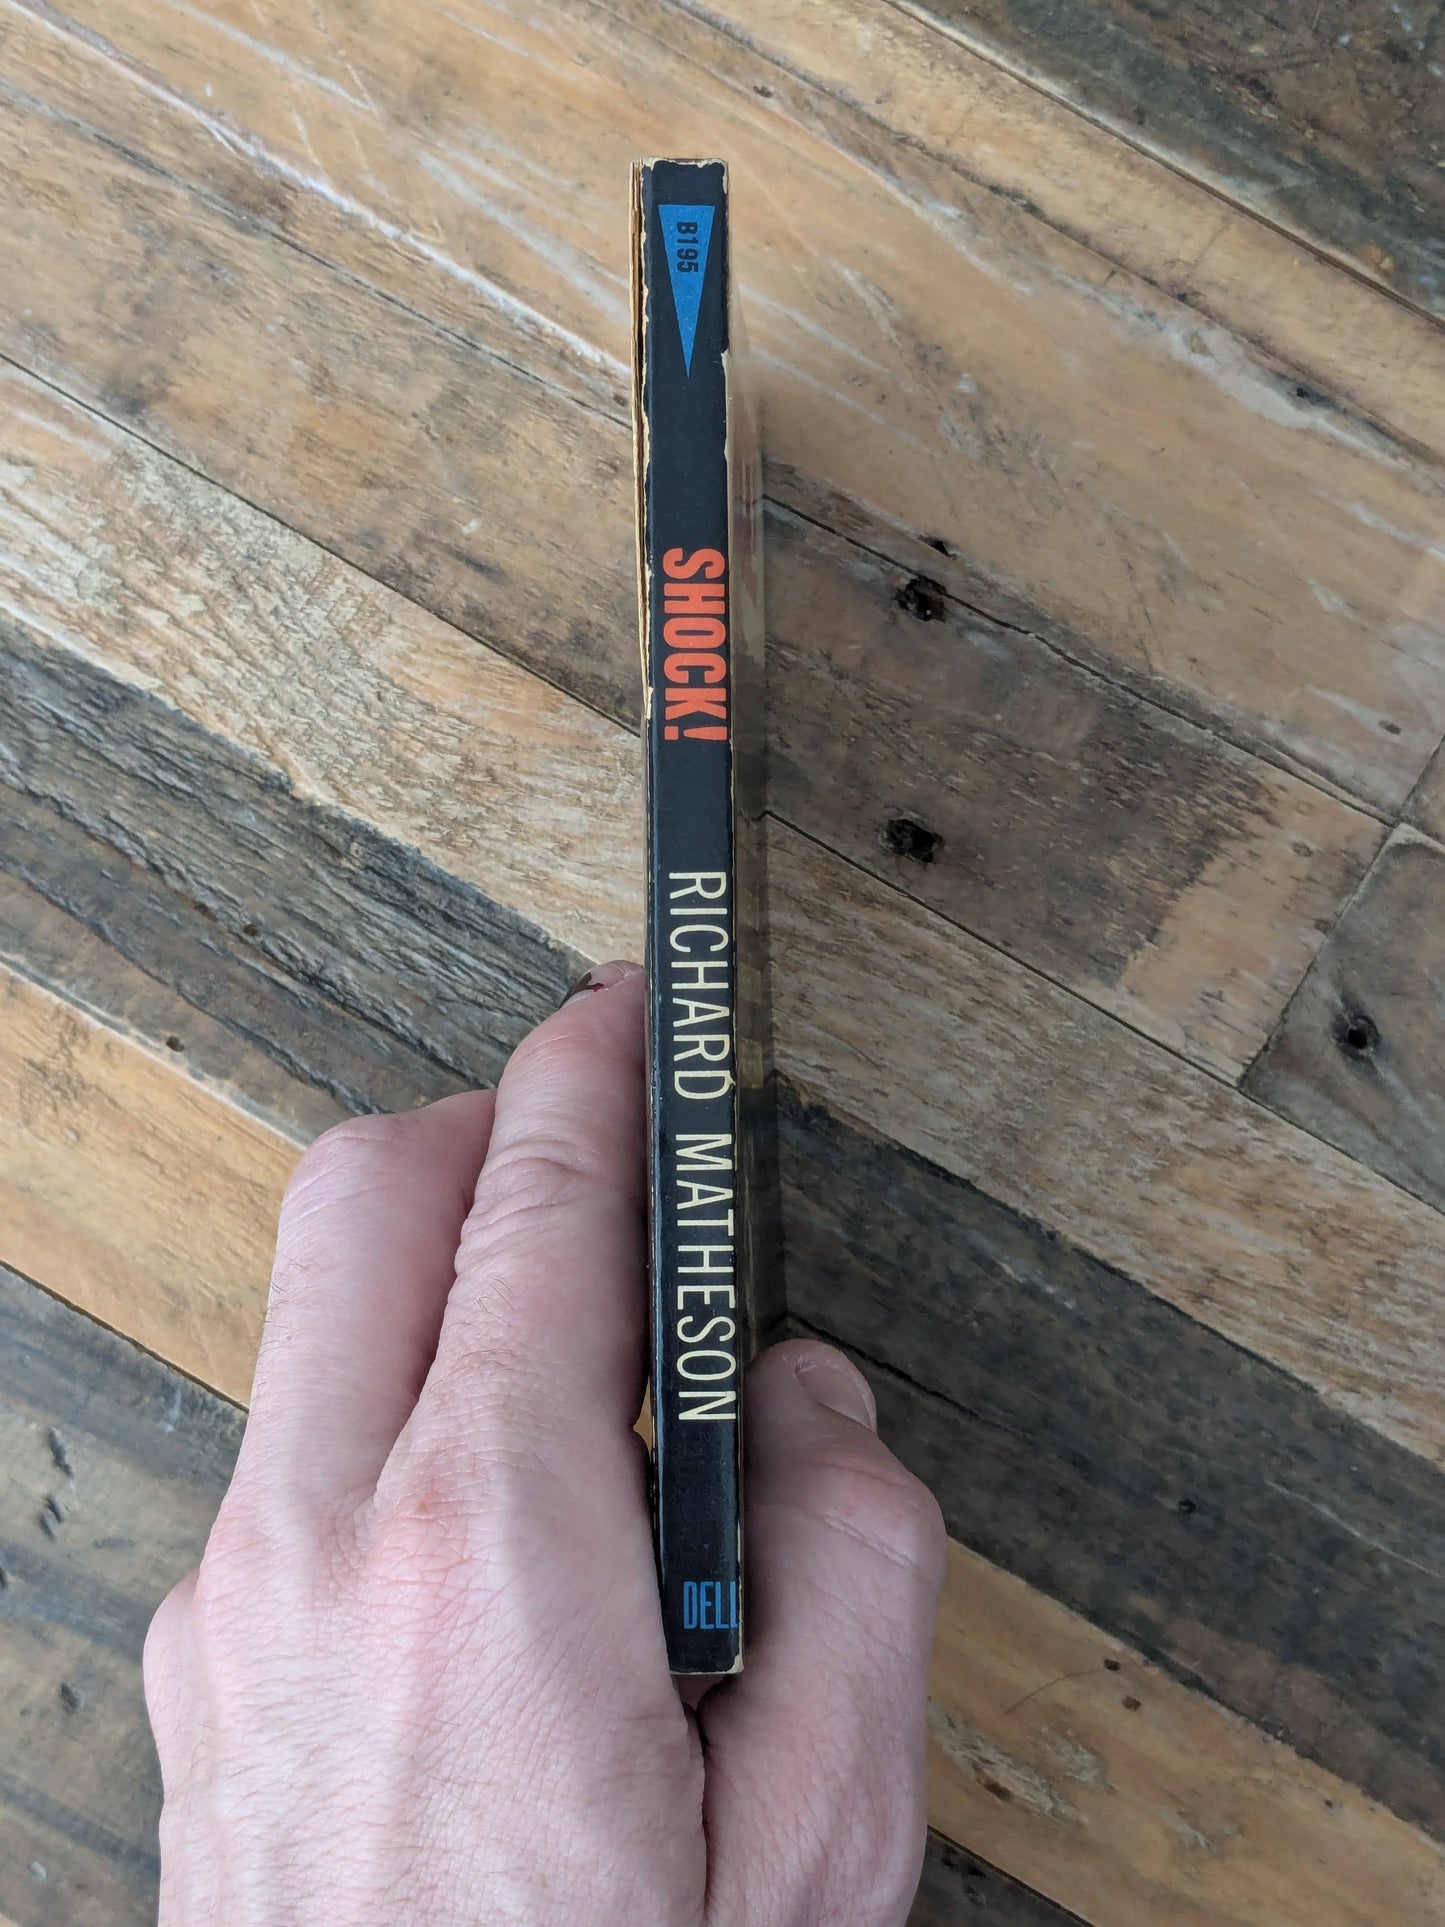 B195
SHOCK!
RICHARD MATHESON
DELL